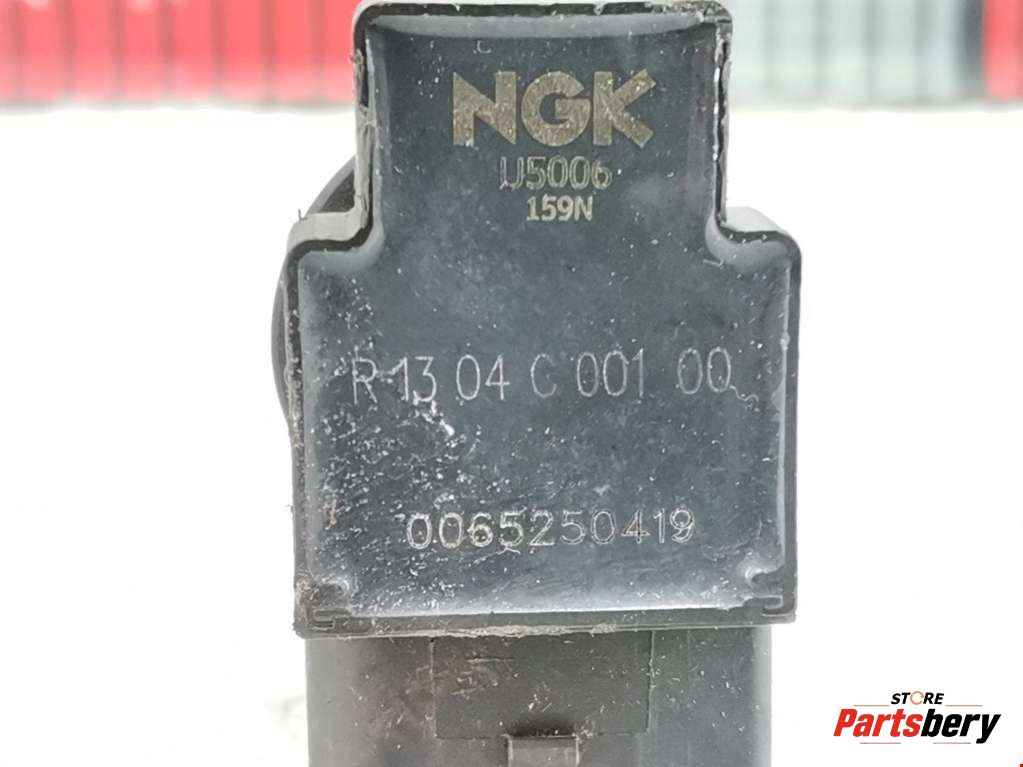 NGK
U5006
159N
R 13 04 C 001 00
0065250419
STORE
Partsbery